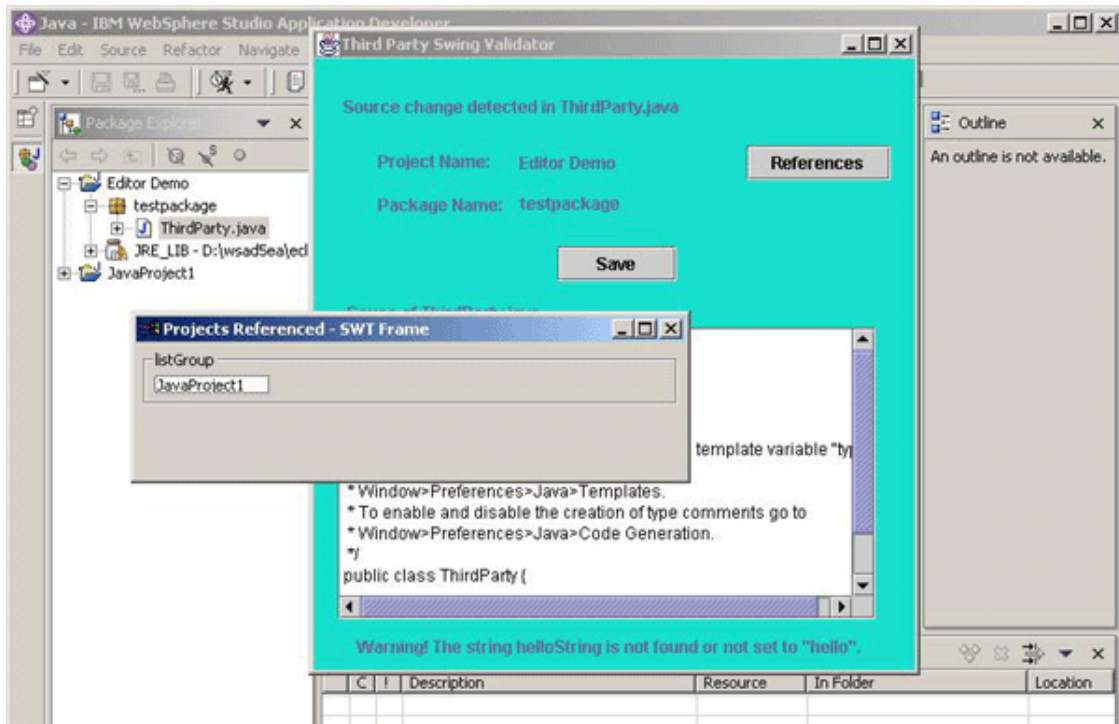 Java - IBM WebSphere Studio Application Developer
File Edit Source Refactor Navigate
Third Party Swing Validator
Package Explorer
Editor Demo
testpackage
ThirdParty.java
JRE_LIB - D:\wsad5ea\ecl
JavaProject1
Source change detected in ThirdParty.java
Project Name: Editor Demo
References
Package Name: testpackage
Save
Source of ThirdParty.java
Projects Referenced - SWT Frame
listGroup
JavaProject1
template variable "typ
* Window>Preferences>Java>Templates.
* To enable and disable the creation of type comments go to
* Window>Preferences>Java>Code Generation.
*/
public class ThirdParty {
Warning! The string helloString is not found or not set to "hello".
Outline
An outline is not available.
C ! Description Resource In Folder Location